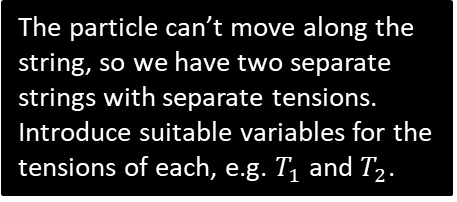 The particle can’t move along the
string, so we have two separate
strings with separate tensions.
Introduce suitable variables for the
tensions of each, e.g. 𝑇₁ and 𝑇₂.